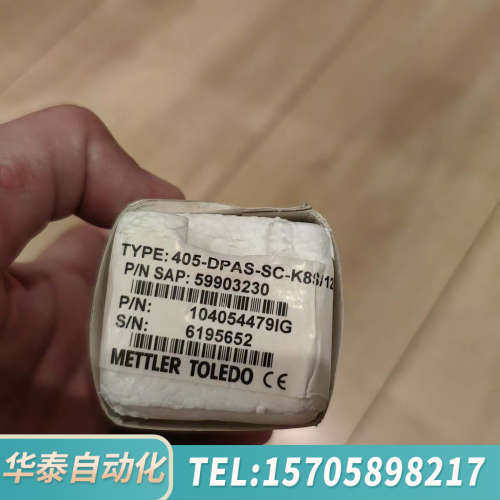 TYPE: 405-DPAS-SC-K8S/12
P/N SAP: 59903230
P/N: 104054479IG
S/N: 6195652
METTLER TOLEDO CE
华泰自动化
TEL:15705898217